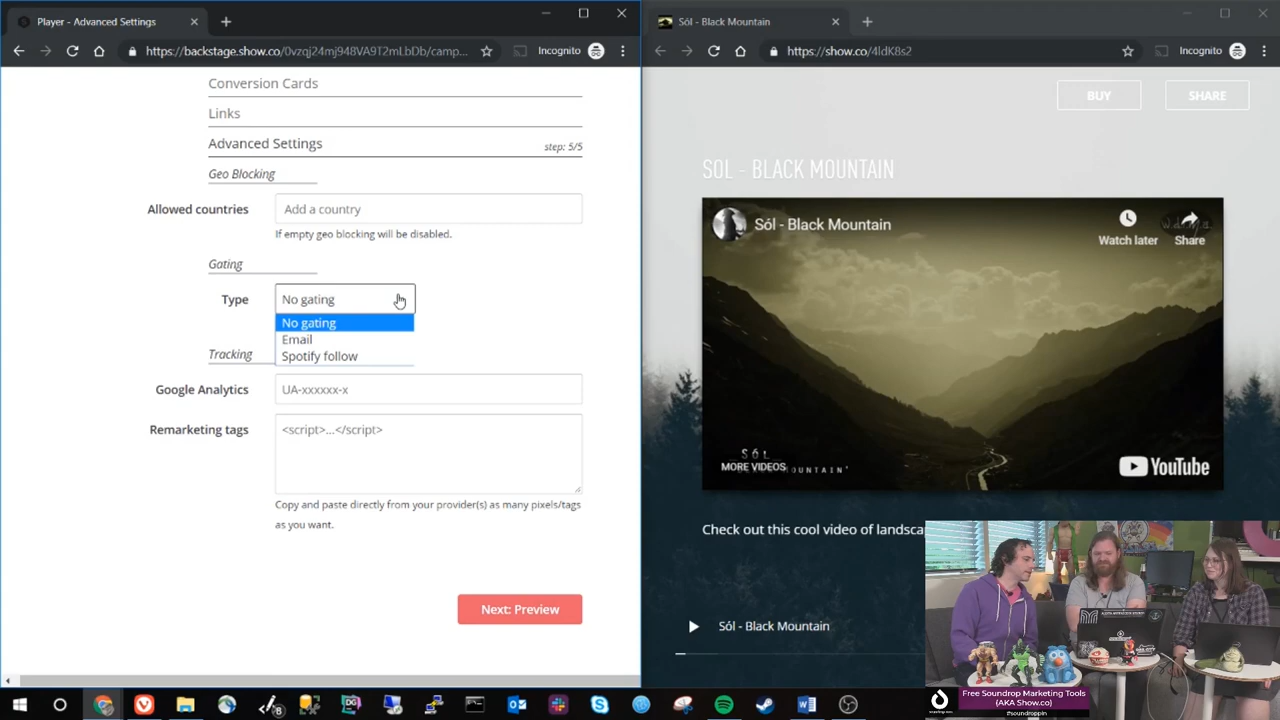 Player - Advanced Settings
https://backstage.show.co/0vzqj24mj948VA9T2mLbDb/camp...
Incognito
Conversion Cards
Links
Advanced Settings
step: 5/5
Geo Blocking
Allowed countries
Add a country
If empty geo blocking will be disabled.
Gating
Type
No gating
No gating
Email
Spotify follow
Tracking
Google Analytics
UA-xxxxxx-x
Remarketing tags
<script>...</script>
Copy and paste directly from your provider(s) as many pixels/tags
as you want.
Next: Preview
Sól - Black Mountain
https://show.co/4ldK8s2
Incognito
BUY
SHARE
SOL - BLACK MOUNTAIN
Sól - Black Mountain
Watch later
Share
SÓL
MORE VIDEOS
OUNTAIN'
YouTube
Check out this cool video of landsca
Sól - Black Mountain
Free Soundrop Marketing Tools
(AKA Show.co)
#soundroppin